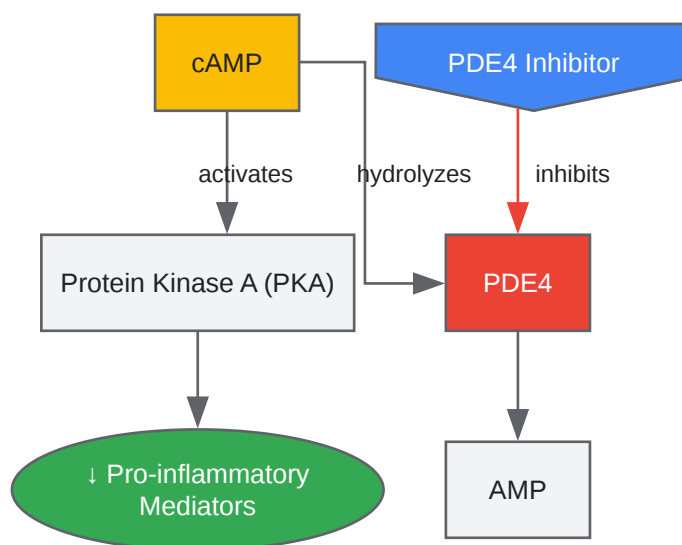 cAMP
PDE4 Inhibitor
activates
hydrolyzes
inhibits
Protein Kinase A (PKA)
PDE4
↓ Pro-inflammatory
Mediators
AMP